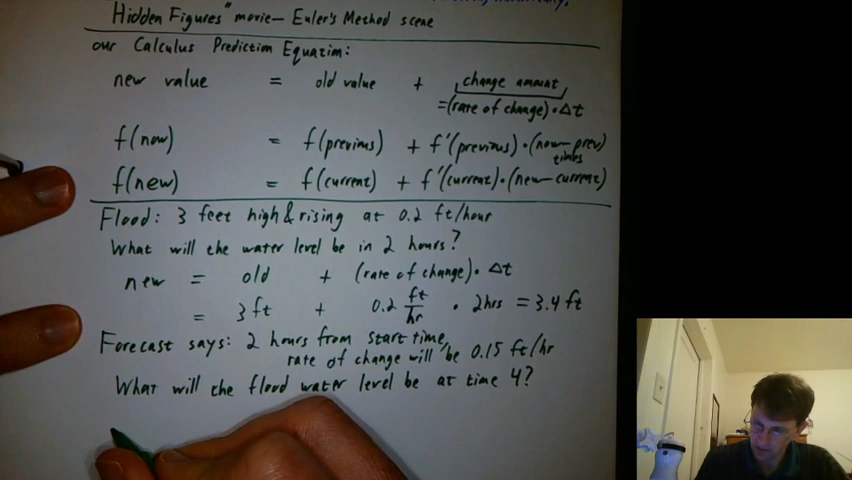 "Hidden Figures" movie— Euler's Method scene
our Calculus Prediction Equation:
new value = old value + change amount
=(rate of change)·Δt
f(now) = f(previous) + f'(previous)·(now-prev)
times
f(new) = f(current) + f'(current)·(new-current)
Flood: 3 feet high & rising at 0.2 ft/hour
What will the water level be in 2 hours?
new = old + (rate of change)·Δt
= 3 ft + 0.2 ft/hr · 2hrs = 3.4 ft
Forecast says: 2 hours from start time,
rate of change will be 0.15 ft/hr
What will the flood water level be at time 4?